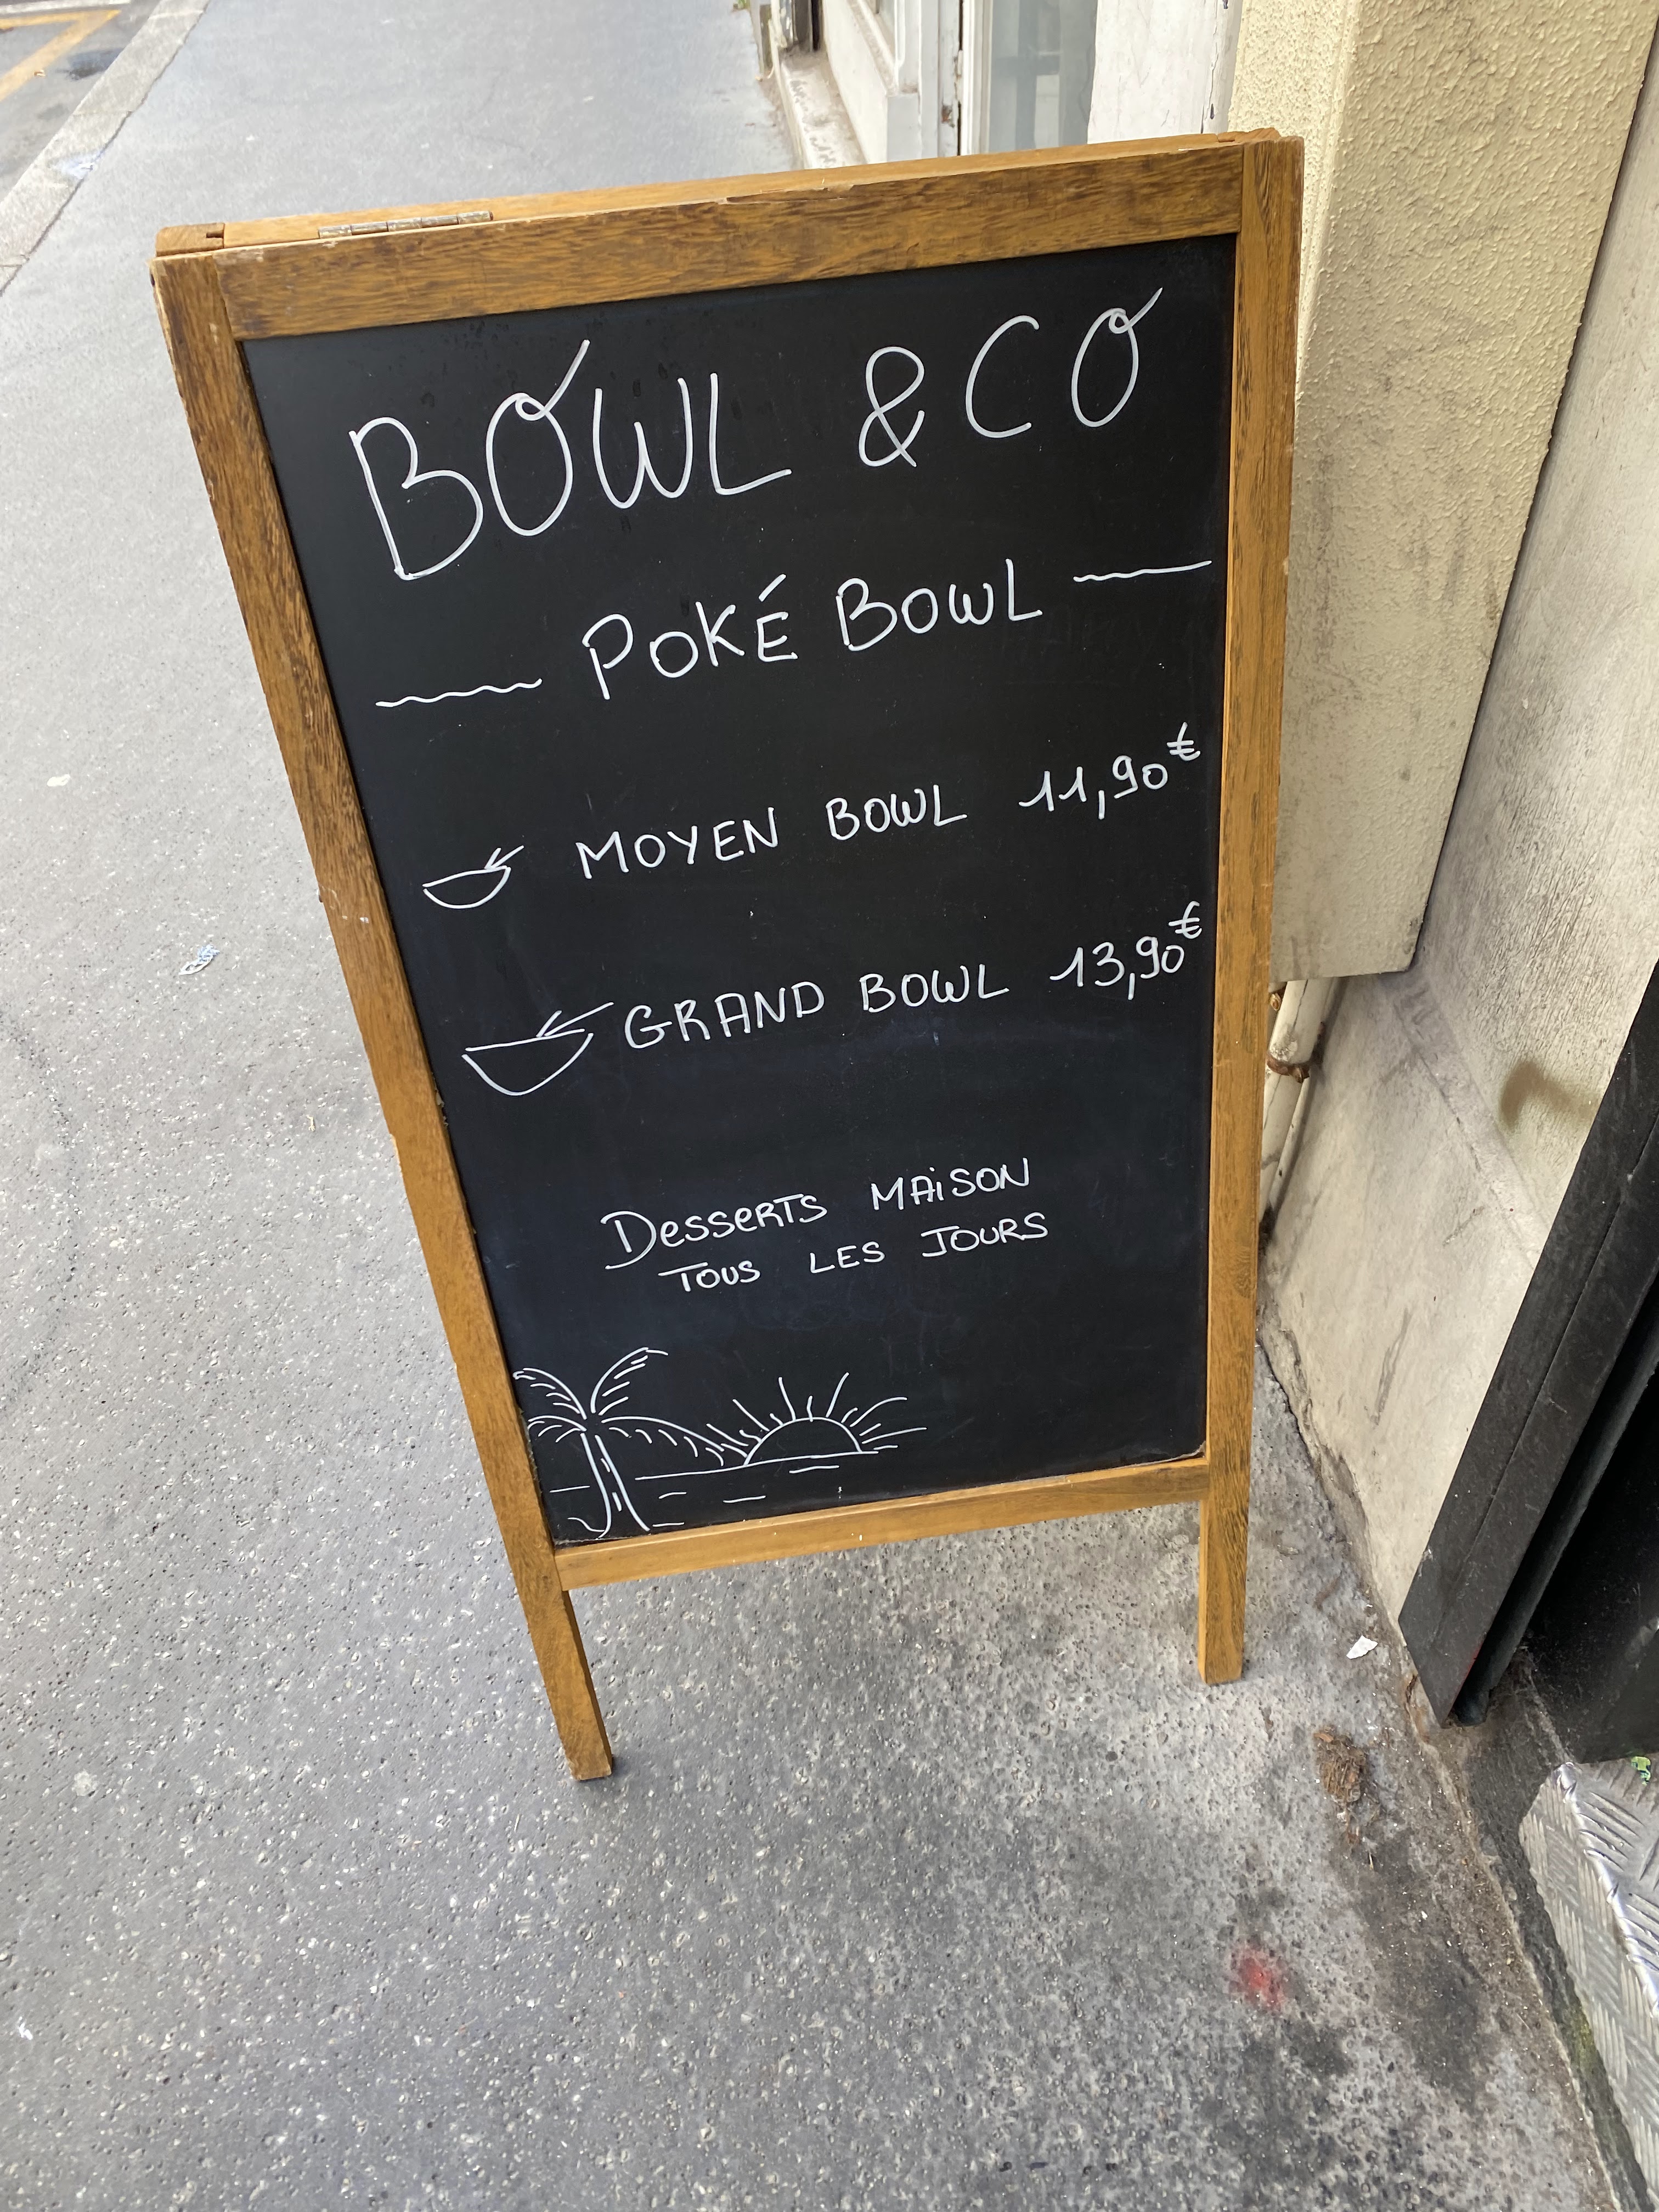 BOWL & CO
POKÉ BOWL
MOYEN BOWL 11,90€
GRAND BOWL 13,90€
DesserTS MAiSON
TOUS LES JOURS